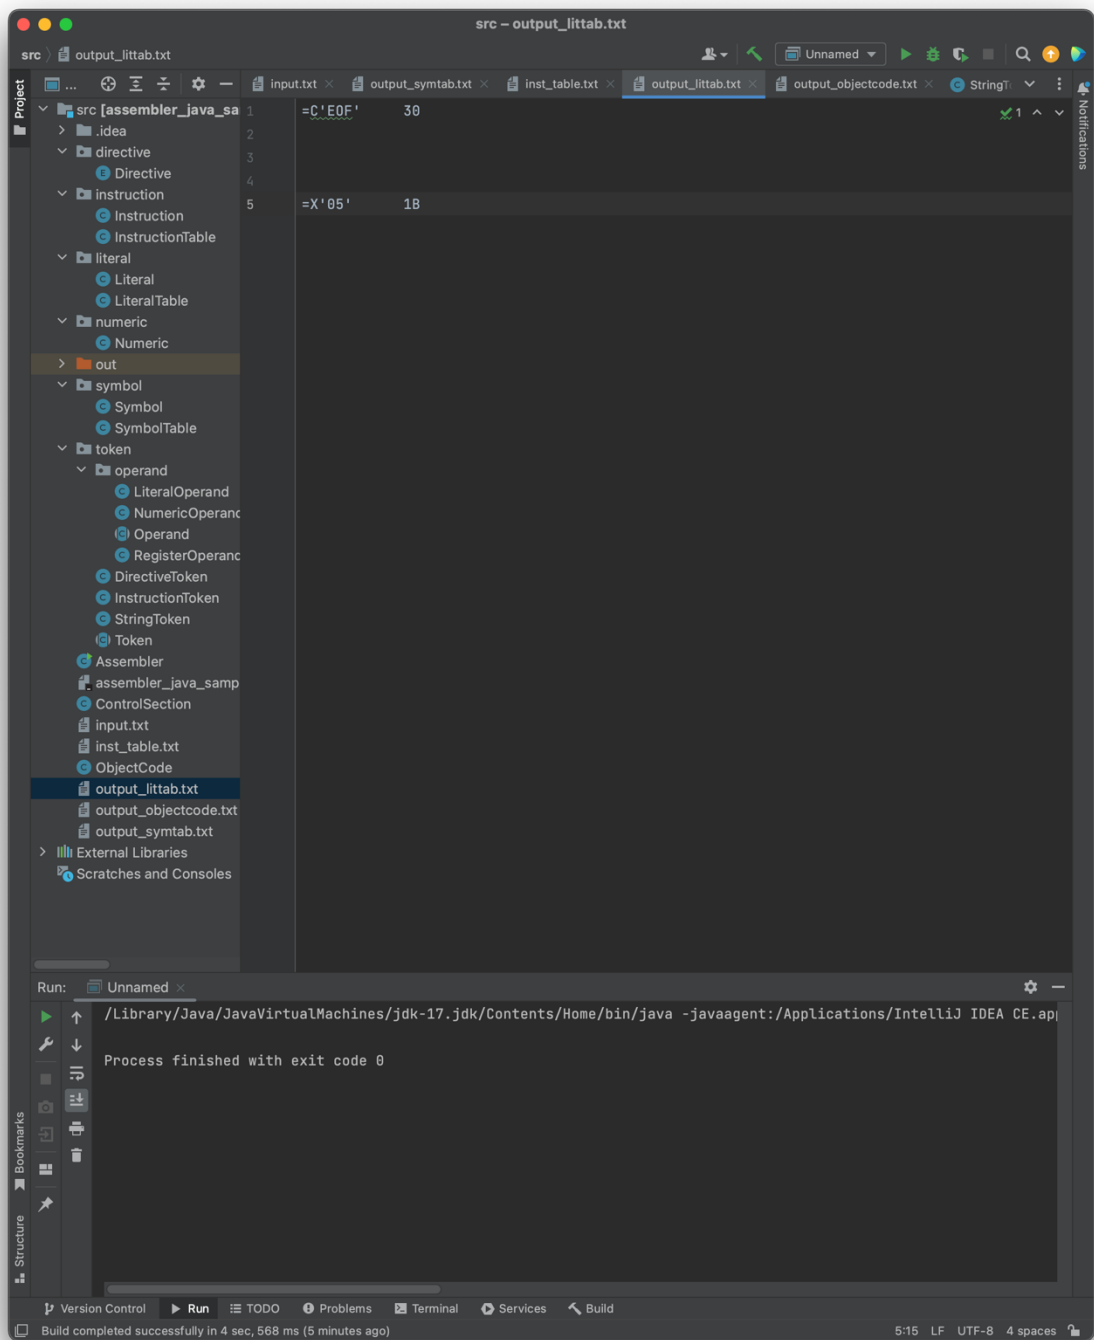 src – output_littab.txt
src output_littab.txt Unnamed
Project ... input.txt output_symtab.txt inst_table.txt output_littab.txt output_objectcode.txt StringT
Notifications
src [assembler_java_sa
.idea
directive
Directive
instruction
Instruction
InstructionTable
literal
Literal
LiteralTable
numeric
Numeric
out
symbol
Symbol
SymbolTable
token
operand
LiteralOperand
NumericOperand
Operand
RegisterOperand
DirectiveToken
InstructionToken
StringToken
Token
Assembler
assembler_java_samp
ControlSection
input.txt
inst_table.txt
ObjectCode
output_littab.txt
output_objectcode.txt
output_symtab.txt
External Libraries
Scratches and Consoles
1 =C'EOF' 30 1
2
3
4
5 =X'05' 1B
Run: Unnamed
/Library/Java/JavaVirtualMachines/jdk-17.jdk/Contents/Home/bin/java -javaagent:/Applications/IntelliJ IDEA CE.app
Process finished with exit code 0
Bookmarks
Structure
Version Control Run TODO Problems Terminal Services Build
Build completed successfully in 4 sec, 568 ms (5 minutes ago) 5:15 LF UTF-8 4 spaces